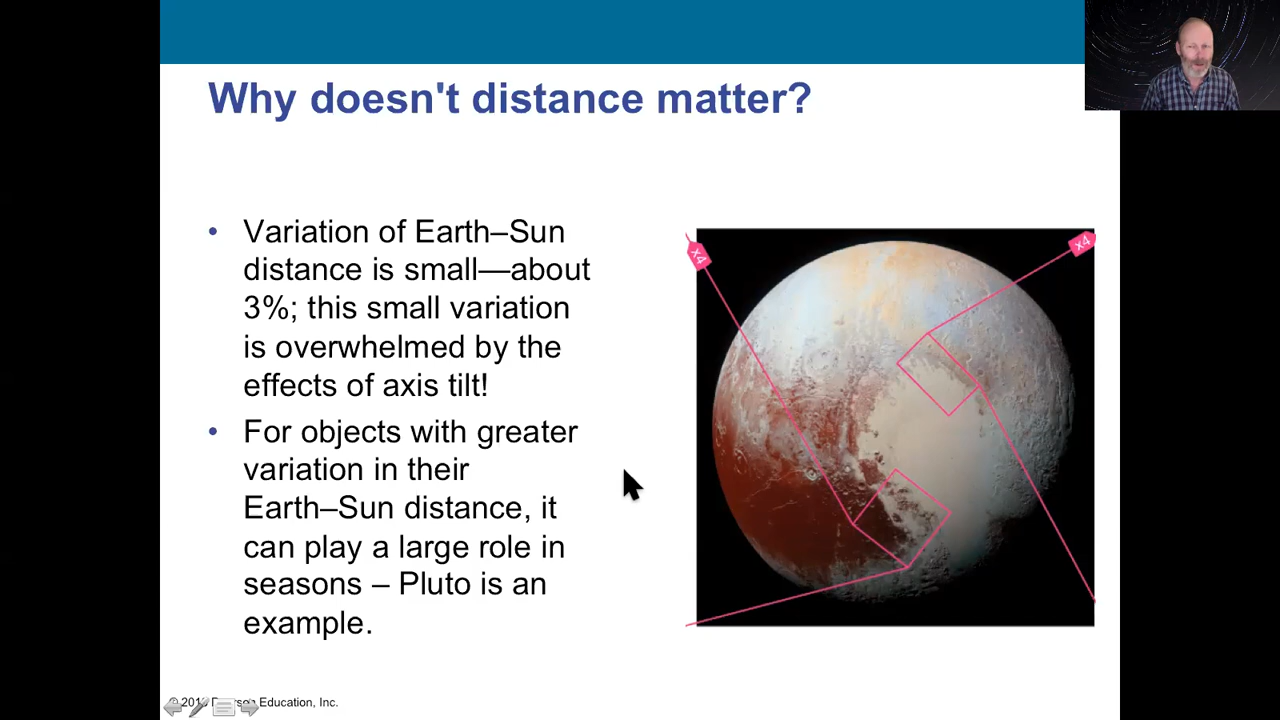 Why doesn't distance matter?
• Variation of Earth–Sun
distance is small—about
3%; this small variation
is overwhelmed by the
effects of axis tilt!
• For objects with greater
variation in their
Earth–Sun distance, it
can play a large role in
seasons – Pluto is an
example.
x4
x4
Education, Inc.